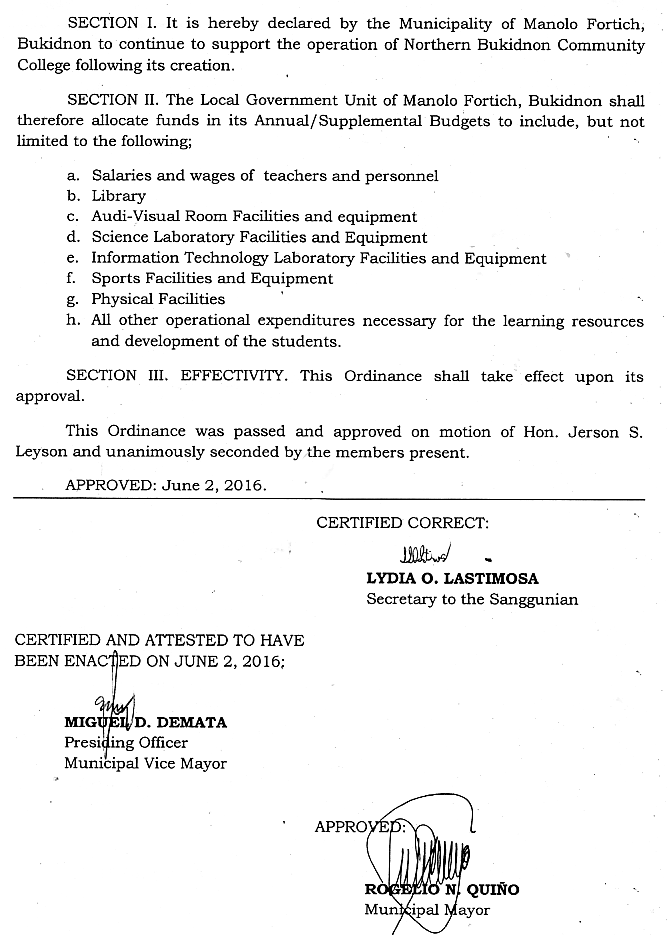 SECTION I. It is hereby declared by the Municipality of Manolo Fortich,
Bukidnon to continue to support the operation of Northern Bukidnon Community
College following its creation.
SECTION II. The Local Government Unit of Manolo Fortich, Bukidnon shall
therefore allocate funds in its Annual/Supplemental Budgets to include, but not
limited to the following;
a. Salaries and wages of teachers and personnel
b. Library
c. Audi-Visual Room Facilities and equipment
d. Science Laboratory Facilities and Equipment
e. Information Technology Laboratory Facilities and Equipment
f. Sports Facilities and Equipment
g. Physical Facilities
h. All other operational expenditures necessary for the learning resources
and development of the students.
SECTION III. EFFECTIVITY. This Ordinance shall take effect upon its
approval.
This Ordinance was passed and approved on motion of Hon. Jerson S.
Leyson and unanimously seconded by the members present.
APPROVED: June 2, 2016.
CERTIFIED CORRECT:
LYDIA O. LASTIMOSA
Secretary to the Sanggunian
CERTIFIED AND ATTESTED TO HAVE
BEEN ENACTED ON JUNE 2, 2016;
MIGUEL D. DEMATA
Presiding Officer
Municipal Vice Mayor
APPROVED:
ROGELIO N. QUIÑO
Municipal Mayor